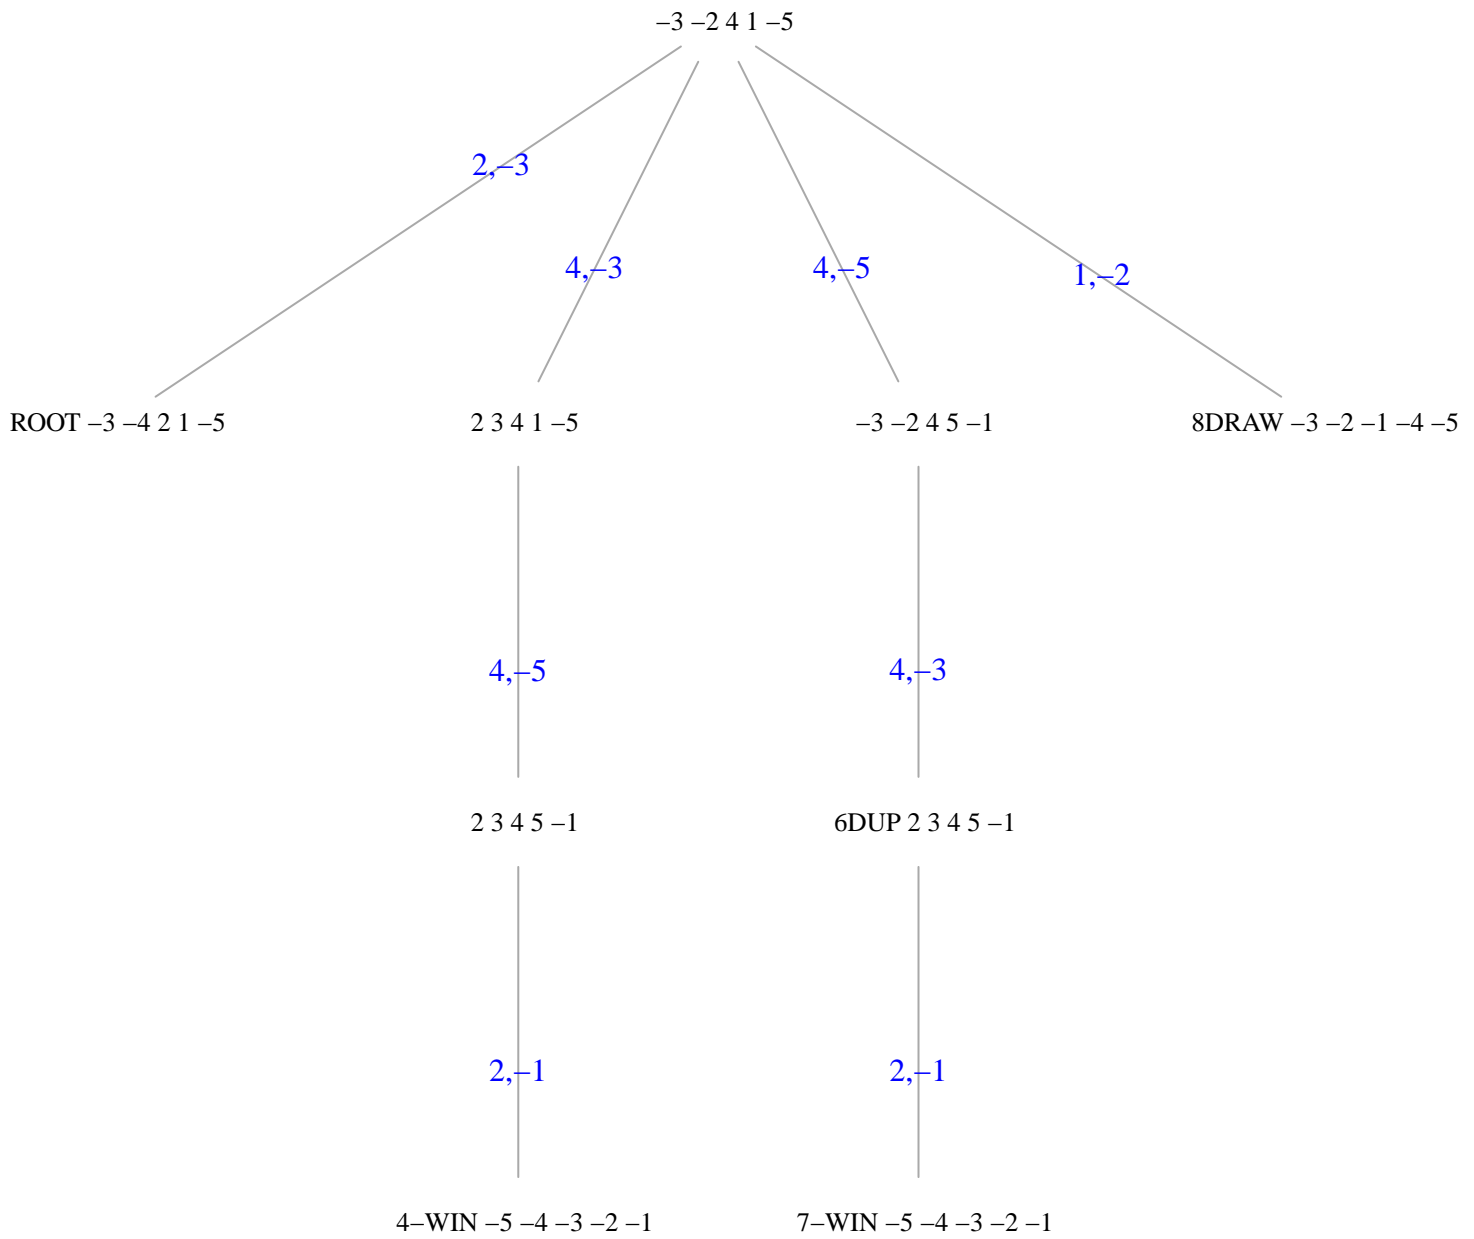 –3 –2 4 1 –5
2,–3
4,–3
4,–5
1,–2
ROOT –3 –4 2 1 –5
2 3 4 1 –5
–3 –2 4 5 –1
8DRAW –3 –2 –1 –4 –5
4,–5
4,–3
2 3 4 5 –1
6DUP 2 3 4 5 –1
2,–1
2,–1
4–WIN –5 –4 –3 –2 –1
7–WIN –5 –4 –3 –2 –1